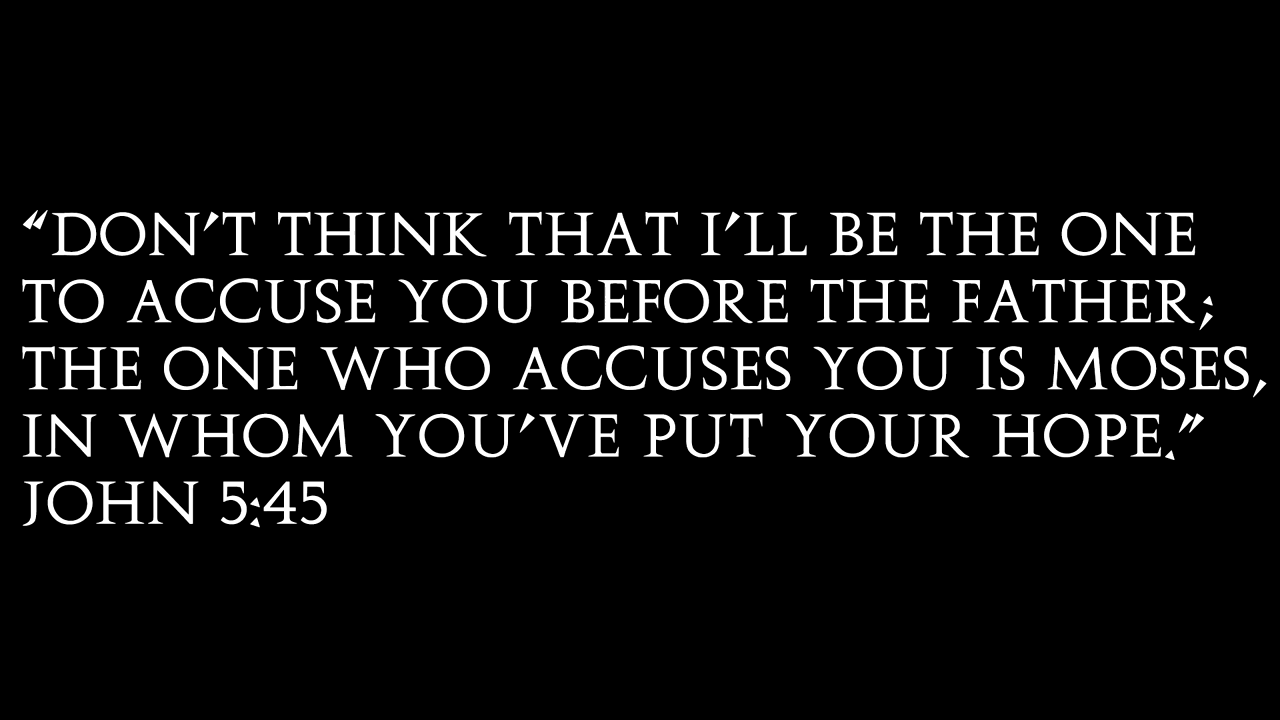 “DON’T THINK THAT I’LL BE THE ONE
TO ACCUSE YOU BEFORE THE FATHER;
THE ONE WHO ACCUSES YOU IS MOSES,
IN WHOM YOU’VE PUT YOUR HOPE.”
JOHN 5:45